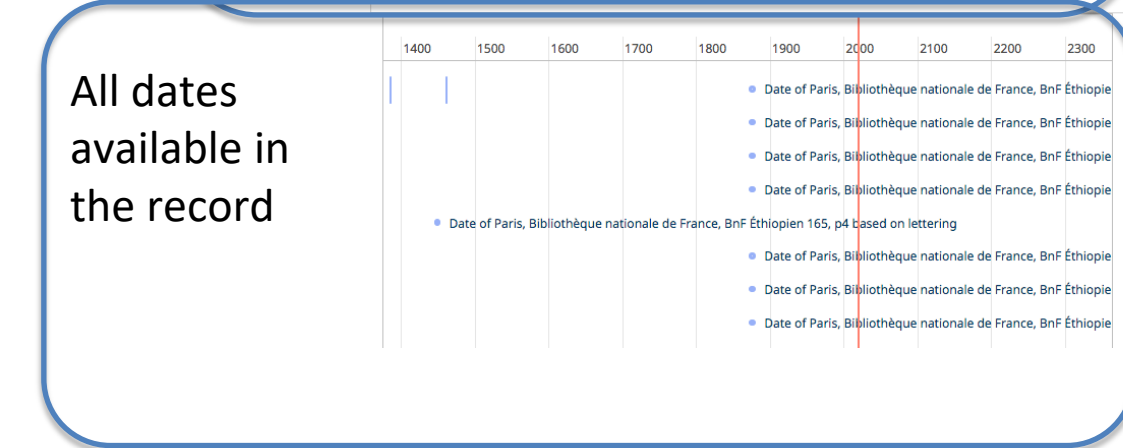 All dates
available in
the record
1400 1500 1600 1700 1800 1900 2000 2100 2200 2300
Date of Paris, Bibliothèque nationale de France, BnF Éthiopie
Date of Paris, Bibliothèque nationale de France, BnF Éthiopie
Date of Paris, Bibliothèque nationale de France, BnF Éthiopie
Date of Paris, Bibliothèque nationale de France, BnF Éthiopie
Date of Paris, Bibliothèque nationale de France, BnF Éthiopien 165, p4 based on lettering
Date of Paris, Bibliothèque nationale de France, BnF Éthiopie
Date of Paris, Bibliothèque nationale de France, BnF Éthiopie
Date of Paris, Bibliothèque nationale de France, BnF Éthiopie